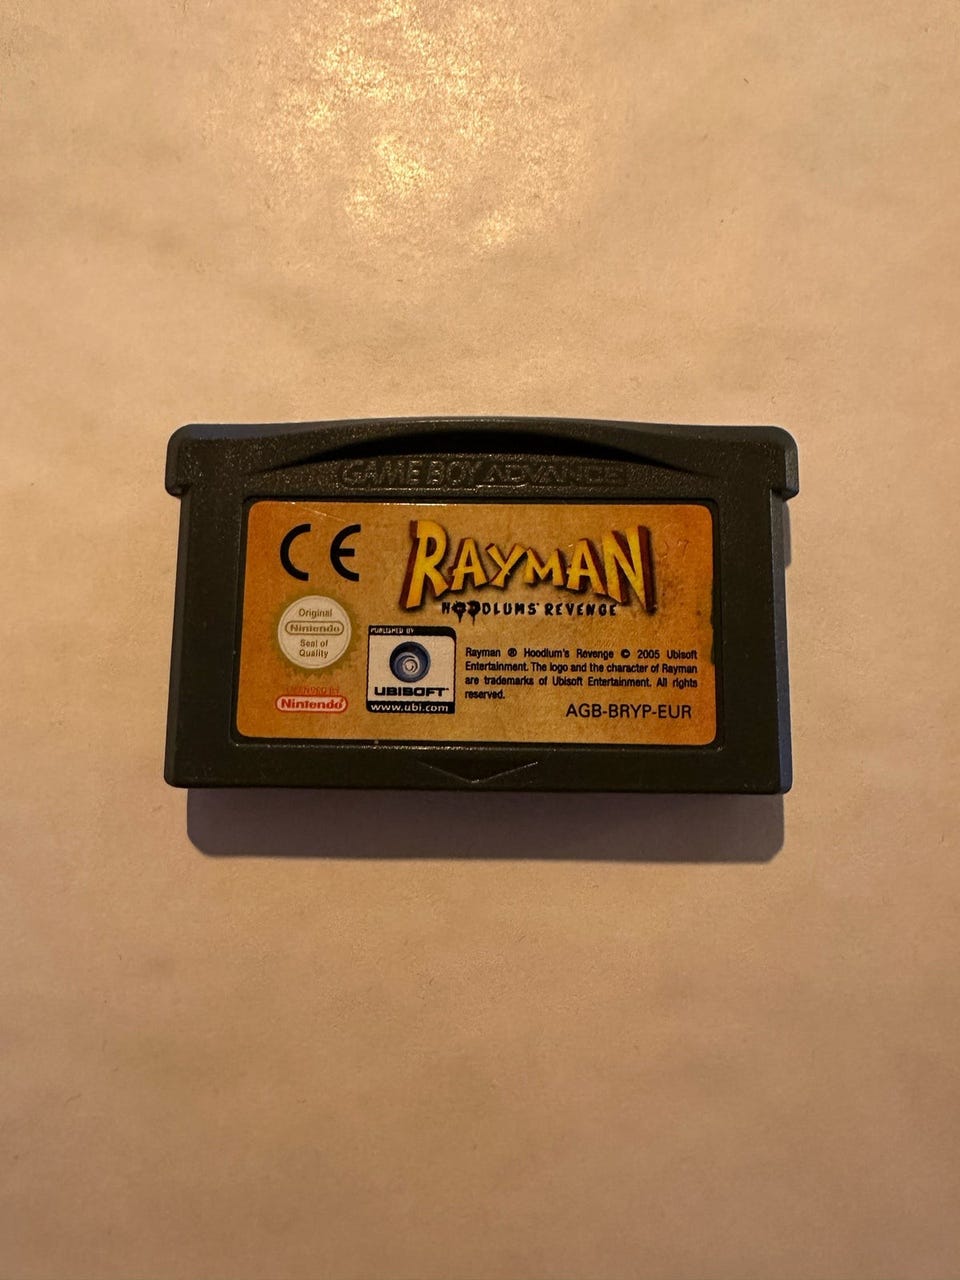 GAME BOY ADVANCE
CE
RAYMAN
HOODLUMS' REVENGE
Original
Nintendo
Seal of
Quality
LICENSED BY
Nintendo
PUBLISHED BY
UBISOFT
www.ubi.com
Rayman ® Hoodlum's Revenge © 2005 Ubisoft
Entertainment. The logo and the character of Rayman
are trademarks of Ubisoft Entertainment. All rights
reserved.
AGB-BRYP-EUR